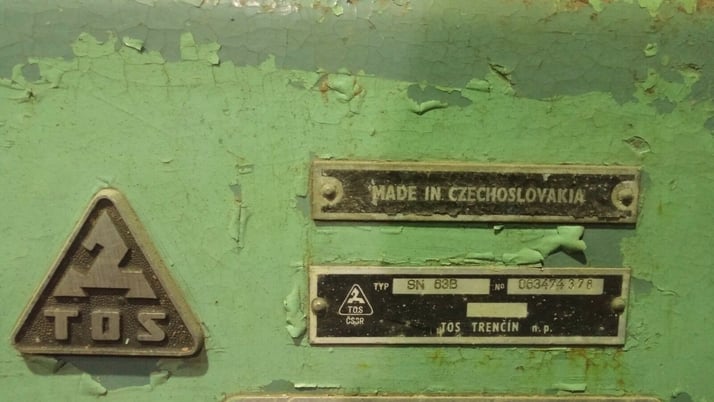 MADE IN CZECHOSLOVAKIA
TOS
TOS
ČSSR
TYP SN 63B № 063474378
TOS TRENČÍN n.p.